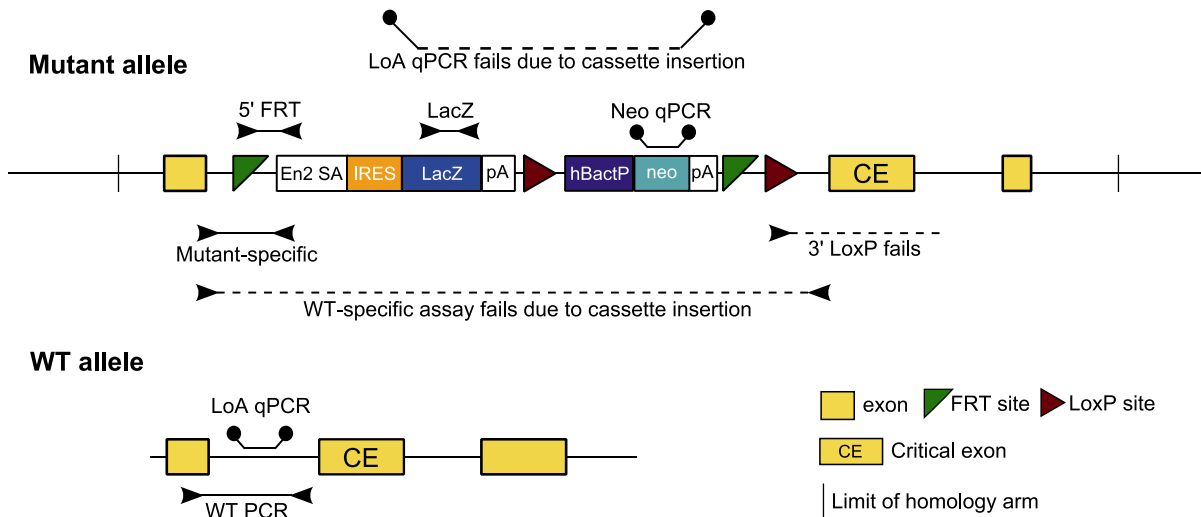 LoA qPCR fails due to cassette insertion
Mutant allele
5' FRT
LacZ
Neo qPCR
En2 SA
IRES
LacZ
pA
hBactP
neo
pA
CE
Mutant-specific
3' LoxP fails
WT-specific assay fails due to cassette insertion
WT allele
LoA qPCR
CE
WT PCR
exon
FRT site
LoxP site
CE
Critical exon
Limit of homology arm